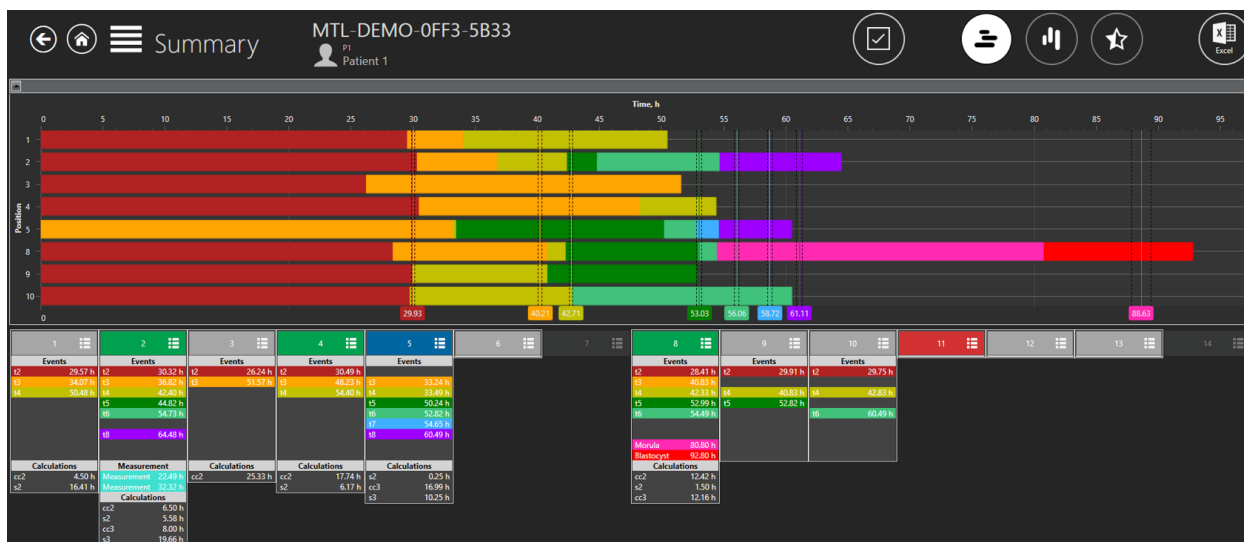 Summary
MTL-DEMO-0FF3-5B33
P1
Patient 1
Excel
Time, h
0 5 10 15 20 25 30 35 40 45 50 55 60 65 70 75 80 85 90 95
Position
1
2
3
4
5
8
9
10
0 29.93 40.21 42.71 53.03 56.06 58.72 61.11 88.63
1 2 3 4 5 6 7 8 9 10 11 12 13 14
Events Events Events Events Events Events Events Events
t2 29.57 h t2 30.32 h t2 26.24 h t2 30.49 h t2 28.41 h t2 29.91 h t2 29.75 h
t3 34.07 h t3 36.82 h t3 51.57 h t3 48.23 h t3 33.24 h t3 40.83 h
t4 50.48 h t4 42.40 h t4 54.40 h t4 33.49 h t4 42.33 h t4 40.83 h t4 42.83 h
t5 44.82 h t5 50.24 h t5 52.99 h t5 52.82 h
t6 54.73 h t6 52.82 h t6 54.49 h t6 60.49 h
t7 54.65 h
t8 64.48 h t8 60.49 h
Morula 80.80 h
Blastocyst 92.80 h
Calculations Measurement Calculations Calculations Calculations Calculations
cc2 4.50 h Measurement 22.49 h cc2 25.33 h cc2 17.74 h s2 0.25 h cc2 12.42 h
s2 16.41 h Measurement 32.32 h s2 6.17 h cc3 16.99 h s2 1.50 h
Calculations s3 10.25 h cc3 12.16 h
cc2 6.50 h
s2 5.58 h
cc3 8.00 h
s3 19.66 h